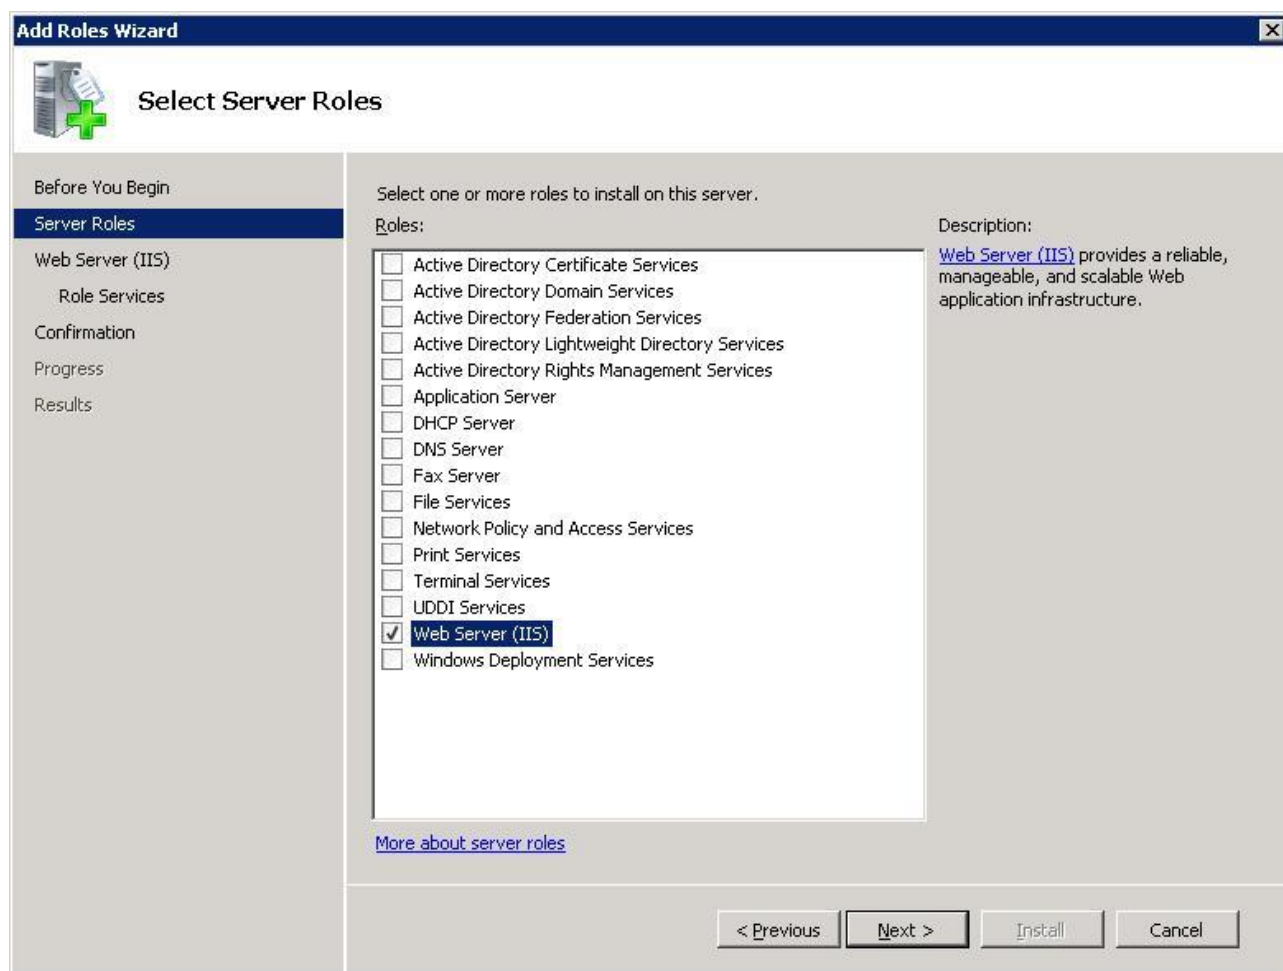 Add Roles Wizard
Select Server Roles
Before You Begin
Server Roles
Web Server (IIS)
Role Services
Confirmation
Progress
Results
Select one or more roles to install on this server.
Roles:
Active Directory Certificate Services
Active Directory Domain Services
Active Directory Federation Services
Active Directory Lightweight Directory Services
Active Directory Rights Management Services
Application Server
DHCP Server
DNS Server
Fax Server
File Services
Network Policy and Access Services
Print Services
Terminal Services
UDDI Services
Web Server (IIS)
Windows Deployment Services
More about server roles
Description:
Web Server (IIS) provides a reliable,
manageable, and scalable Web
application infrastructure.
< Previous
Next >
Install
Cancel